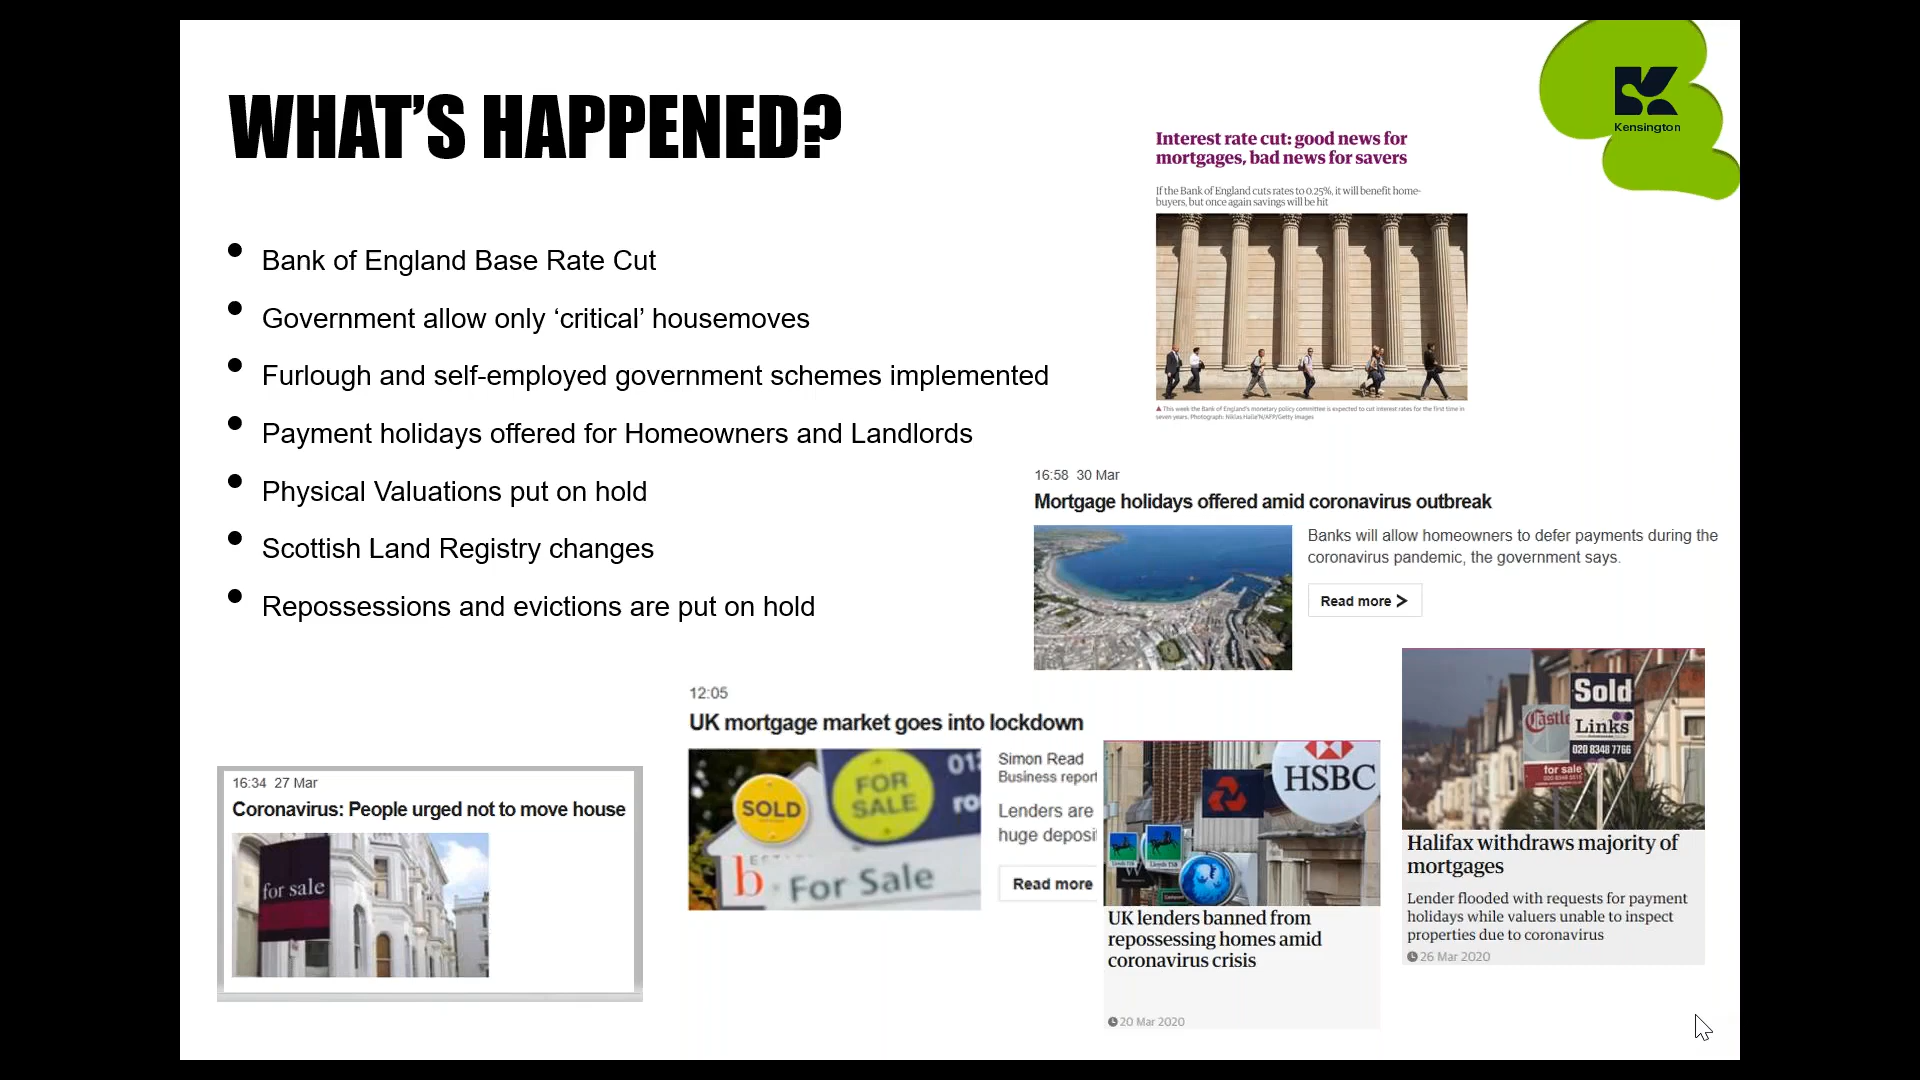 WHAT'S HAPPENED?
Kensington
Bank of England Base Rate Cut
Government allow only ‘critical’ housemoves
Furlough and self-employed government schemes implemented
Payment holidays offered for Homeowners and Landlords
Physical Valuations put on hold
Scottish Land Registry changes
Repossessions and evictions are put on hold
Interest rate cut: good news for
mortgages, bad news for savers
If the Bank of England cuts rates to 0.25%, it will benefit home-
buyers, but once again savings will be hit
This week the Bank of England's monetary policy committee is expected to cut interest rates for the first time in
seven years. Photograph: Niklas Halle'N/AFP/Getty Images
16:58 30 Mar
Mortgage holidays offered amid coronavirus outbreak
Banks will allow homeowners to defer payments during the
coronavirus pandemic, the government says.
Read more >
12:05
UK mortgage market goes into lockdown
SOLD
FOR
SALE
01
ro
b
For Sale
Simon Read
Business report
Lenders are
huge deposi
Read more
16:34 27 Mar
Coronavirus: People urged not to move house
for sale
HSBC
Lloyds TSB
UK lenders banned from
repossessing homes amid
coronavirus crisis
20 Mar 2020
Sold
Castle
Links
020 8348 7766
for sale
Halifax withdraws majority of
mortgages
Lender flooded with requests for payment
holidays while valuers unable to inspect
properties due to coronavirus
26 Mar 2020